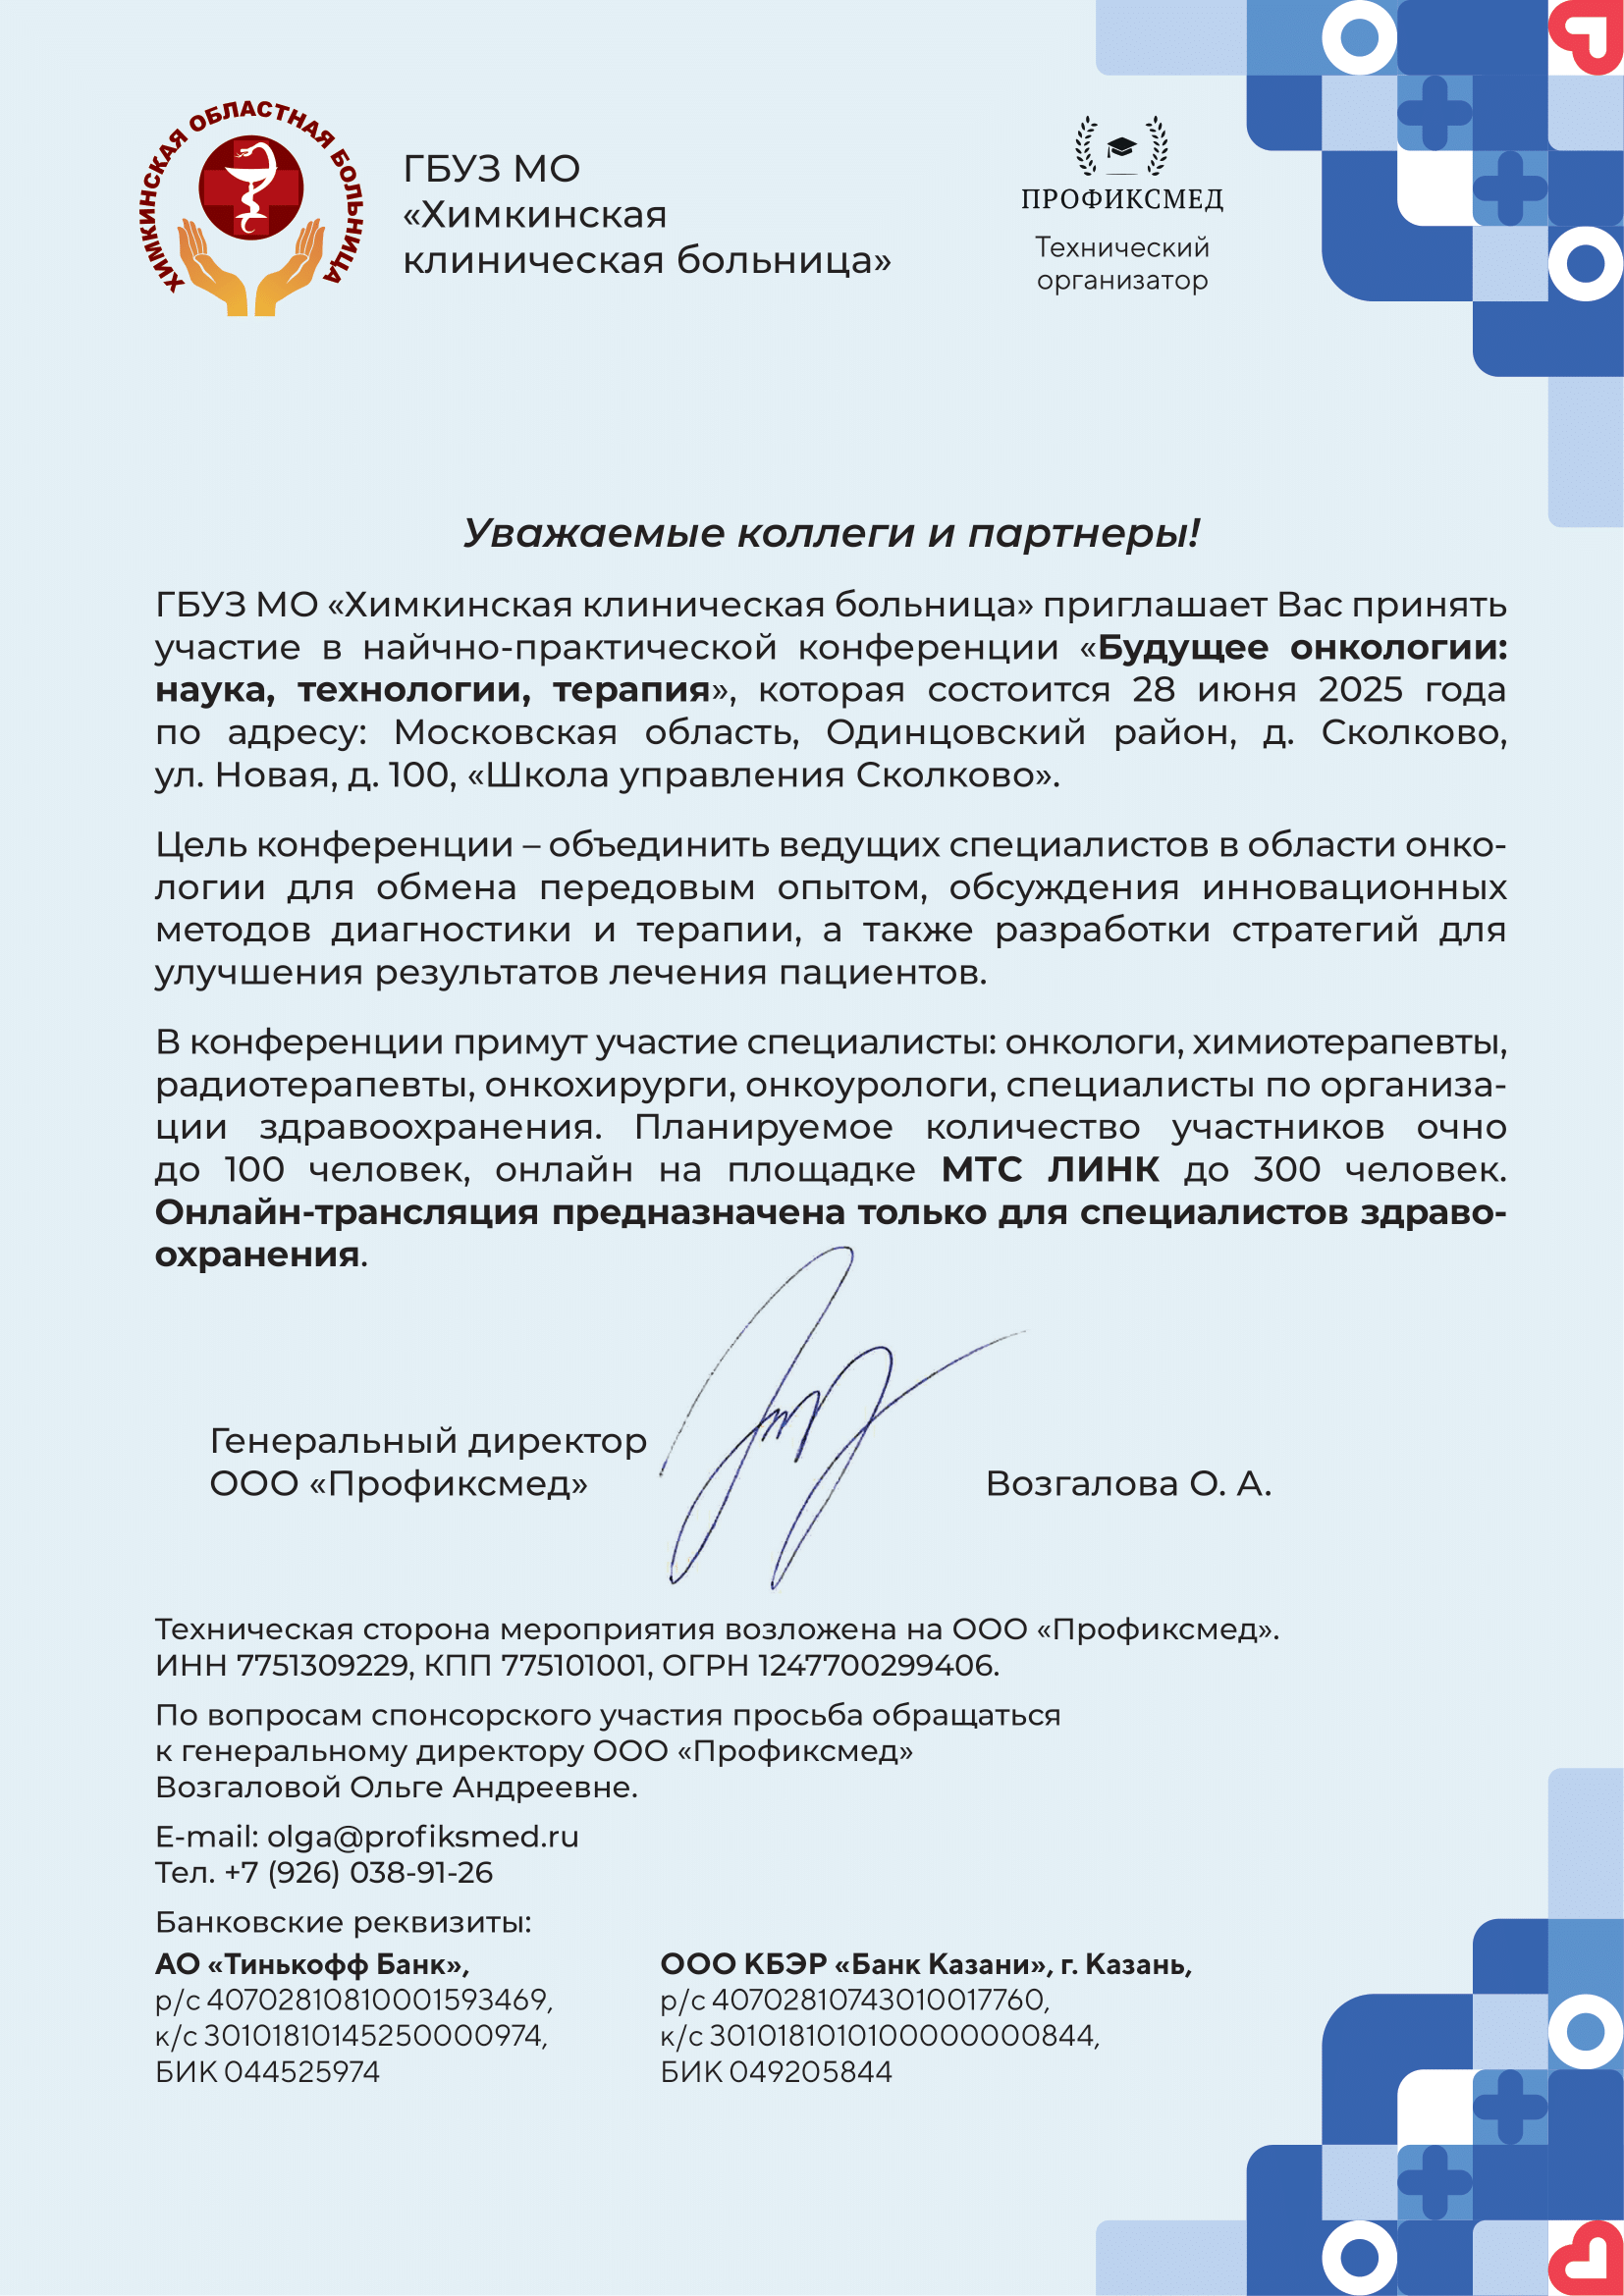 ХИМКИНСКАЯ ОБЛАСТНАЯ БОЛЬНИЦА
ГБУЗ МО
«Химкинская
клиническая больница»
ПРОФИКСМЕД
Технический
организатор
Уважаемые коллеги и партнеры!
ГБУЗ МО «Химкинская клиническая больница» приглашает Вас принять
участие в найчно-практической конференции «Будущее онкологии:
наука, технологии, терапия», которая состоится 28 июня 2025 года
по адресу: Московская область, Одинцовский район, д. Сколково,
ул. Новая, д. 100, «Школа управления Сколково».
Цель конференции – объединить ведущих специалистов в области онко-
логии для обмена передовым опытом, обсуждения инновационных
методов диагностики и терапии, а также разработки стратегий для
улучшения результатов лечения пациентов.
В конференции примут участие специалисты: онкологи, химиотерапевты,
радиотерапевты, онкохирурги, онкоурологи, специалисты по организа-
ции здравоохранения. Планируемое количество участников очно
до 100 человек, онлайн на площадке МТС ЛИНК до 300 человек.
Онлайн-трансляция предназначена только для специалистов здраво-
охранения.
Генеральный директор
ООО «Профиксмед»
Возгалова О. А.
Техническая сторона мероприятия возложена на ООО «Профиксмед».
ИНН 7751309229, КПП 775101001, ОГРН 1247700299406.
По вопросам спонсорского участия просьба обращаться
к генеральному директору ООО «Профиксмед»
Возгаловой Ольге Андреевне.
E-mail: olga@profiksmed.ru
Тел. +7 (926) 038-91-26
Банковские реквизиты:
АО «Тинькофф Банк»,
р/с 40702810810001593469,
к/с 30101810145250000974,
БИК 044525974
ООО КБЭР «Банк Казани», г. Казань,
р/с 40702810743010017760,
к/с 3010181010100000000844,
БИК 049205844